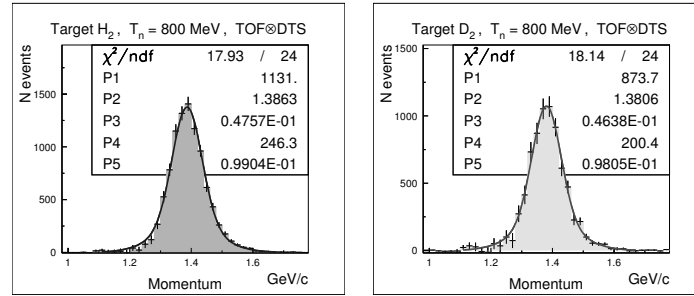 Target H2 , Tn = 800 MeV , TOF⊗DTS
χ²/ndf 17.93 / 24
P1 1131.
P2 1.3863
P3 0.4757E-01
P4 246.3
P5 0.9904E-01
N events
1500
1000
500
0
1 1.2 1.4 1.6
Momentum GeV/c
Target D2 , Tn = 800 MeV , TOF⊗DTS
χ²/ndf 18.14 / 24
P1 873.7
P2 1.3806
P3 0.4638E-01
P4 200.4
P5 0.9805E-01
N events
1500
1000
500
0
1 1.2 1.4 1.6
Momentum GeV/c